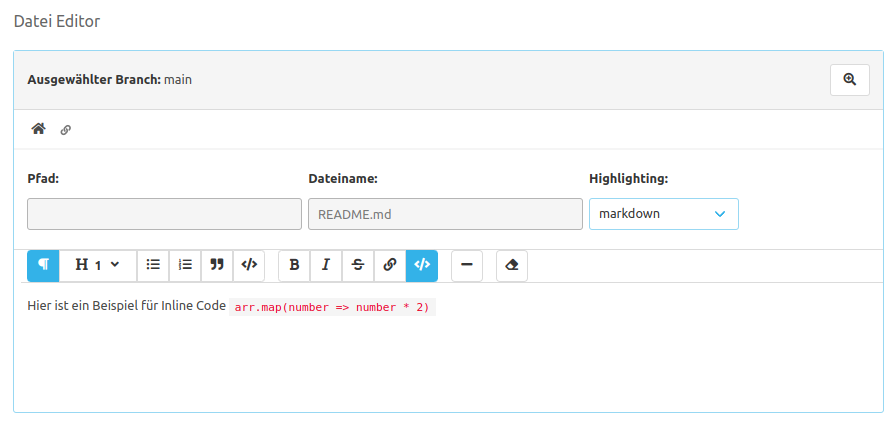 Datei Editor
Ausgewählter Branch: main
Pfad: Dateiname: Highlighting:
README.md markdown
H 1 B I S
Hier ist ein Beispiel für Inline Code arr.map(number => number * 2)